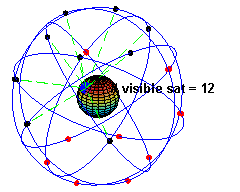 visible sat = 12